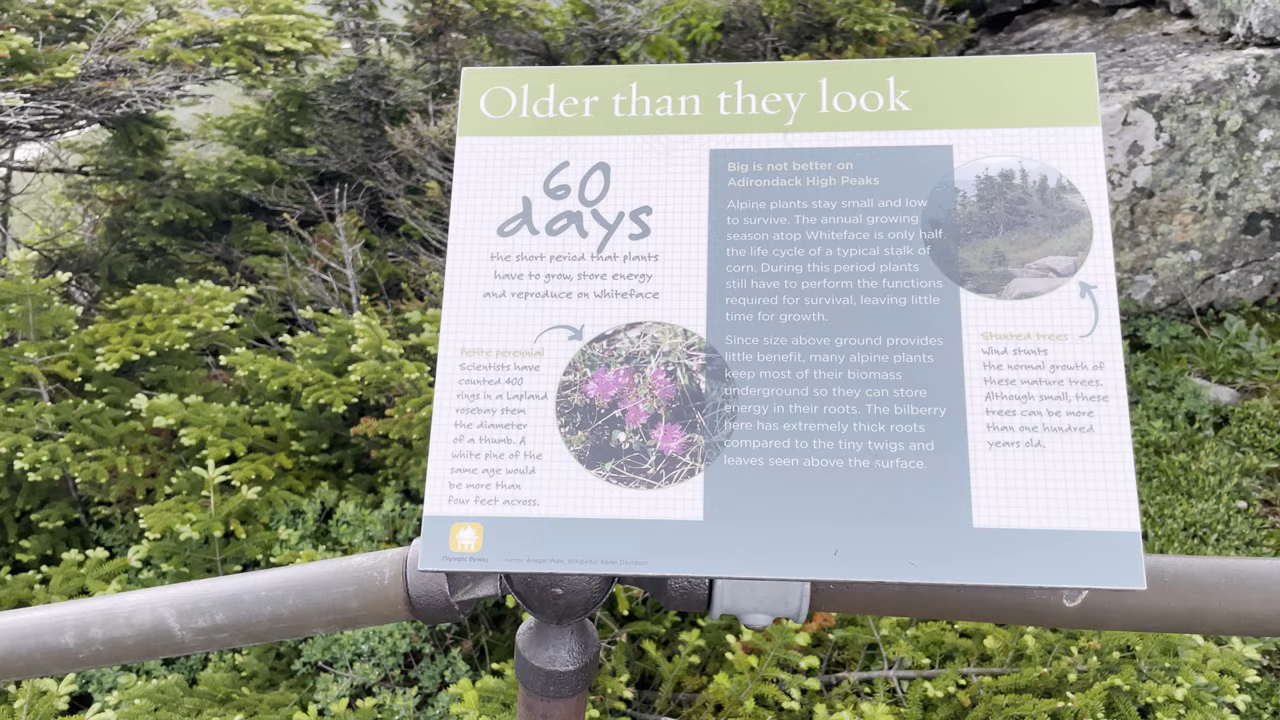 Older than they look
60
days
the short period that plants
have to grow, store energy
and reproduce on Whiteface
Petite perennial
Scientists have
counted 400
rings in a Lapland
rosebay stem
the diameter
of a thumb. A
white pine of the
same age would
be more than
four feet across.
Big is not better on
Adirondack High Peaks
Alpine plants stay small and low
to survive. The annual growing
season atop Whiteface is only half
the life cycle of a typical stalk of
corn. During this period plants
still have to perform the functions
required for survival, leaving little
time for growth.
Since size above ground provides
little benefit, many alpine plants
keep most of their biomass
underground so they can store
energy in their roots. The bilberry
here has extremely thick roots
compared to the tiny twigs and
leaves seen above the surface.
Stunted trees
Wind stunts
the normal growth of
these mature trees.
Although small, these
trees can be more
than one hundred
years old.
Olympic Byway